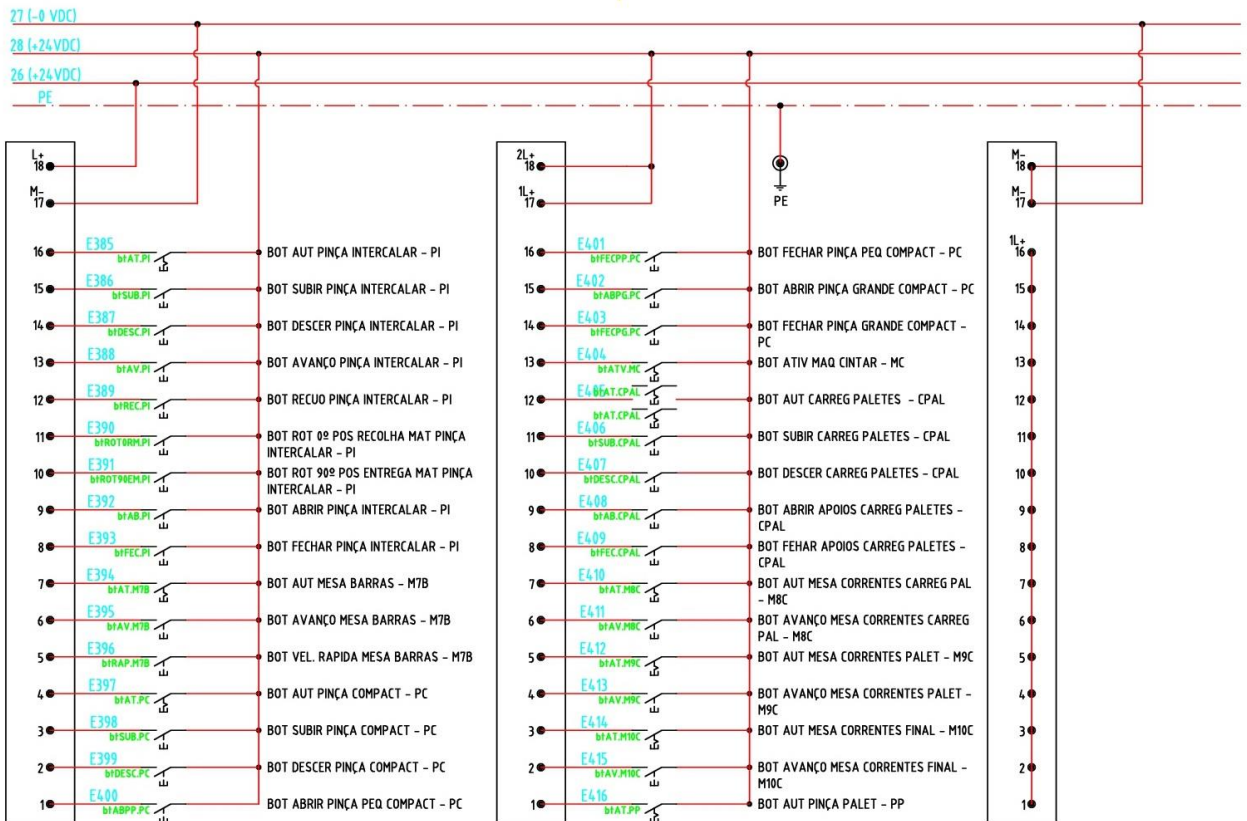 27 (-0 VDC)
28 (+24VDC)
26 (+24VDC)
PE
L+
18
M-
17
16 E385 btAT.PI BOT AUT PINÇA INTERCALAR - PI
15 E386 btSUB.PI BOT SUBIR PINÇA INTERCALAR - PI
14 E387 btDESC.PI BOT DESCER PINÇA INTERCALAR - PI
13 E388 btAV.PI BOT AVANÇO PINÇA INTERCALAR - PI
12 E389 btREC.PI BOT RECUO PINÇA INTERCALAR - PI
11 E390 btROT0RM.PI BOT ROT 0º POS RECOLHA MAT PINÇA
INTERCALAR - PI
10 E391 btROT90EM.PI BOT ROT 90º POS ENTREGA MAT PINÇA
INTERCALAR - PI
9 E392 btAB.PI BOT ABRIR PINÇA INTERCALAR - PI
8 E393 btFEC.PI BOT FECHAR PINÇA INTERCALAR - PI
7 E394 btAT.M7B BOT AUT MESA BARRAS - M7B
6 E395 btAV.M7B BOT AVANÇO MESA BARRAS - M7B
5 E396 btRAP.M7B BOT VEL. RAPIDA MESA BARRAS - M7B
4 E397 btAT.PC BOT AUT PINÇA COMPACT - PC
3 E398 btSUB.PC BOT SUBIR PINÇA COMPACT - PC
2 E399 btDESC.PC BOT DESCER PINÇA COMPACT - PC
1 E400 btABPP.PC BOT ABRIR PINÇA PEQ COMPACT - PC
2L+
18
1L+
17
PE
16 E401 btFECPP.PC BOT FECHAR PINÇA PEQ COMPACT - PC
15 E402 btABPG.PC BOT ABRIR PINÇA GRANDE COMPACT - PC
14 E403 btFECPG.PC BOT FECHAR PINÇA GRANDE COMPACT -
PC
13 E404 btATV.MC BOT ATIV MAQ CINTAR - MC
12 E405 btAT.CPAL BOT AUT CARREG PALETES - CPAL
btAT.CPAL
11 E406 btSUB.CPAL BOT SUBIR CARREG PALETES - CPAL
10 E407 btDESC.CPAL BOT DESCER CARREG PALETES - CPAL
9 E408 btAB.CPAL BOT ABRIR APOIOS CARREG PALETES -
CPAL
8 E409 btFEC.CPAL BOT FEHAR APOIOS CARREG PALETES -
CPAL
7 E410 btAT.M8C BOT AUT MESA CORRENTES CARREG PAL
- M8C
6 E411 btAV.M8C BOT AVANÇO MESA CORRENTES CARREG
PAL - M8C
5 E412 btAT.M9C BOT AUT MESA CORRENTES PALET - M9C
4 E413 btAV.M9C BOT AVANÇO MESA CORRENTES PALET -
M9C
3 E414 btAT.M10C BOT AUT MESA CORRENTES FINAL - M10C
2 E415 btAV.M10C BOT AVANÇO MESA CORRENTES FINAL -
M10C
1 E416 btAT.PP BOT AUT PINÇA PALET - PP
M-
18
M-
17
1L+
16
15
14
13
12
11
10
9
8
7
6
5
4
3
2
1